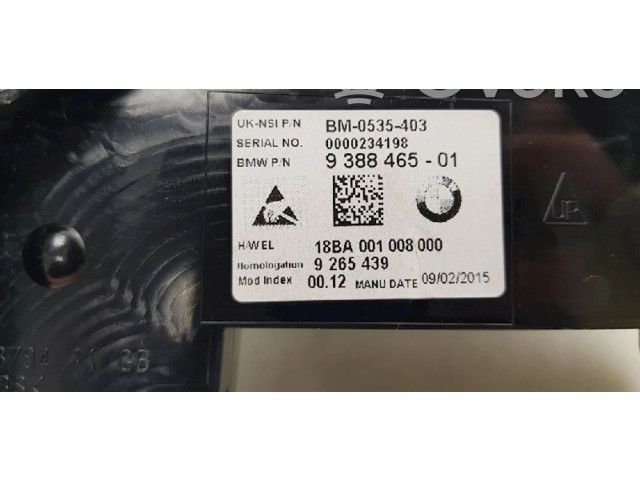 UK-NSI P/N BM-0535-403
SERIAL NO. 0000234198
BMW P/N 9 388 465 - 01
UP
H/W EL 18BA 001 008 000
Homologation 9 265 439
Mod Index 00.12 MANU DATE 09/02/2015